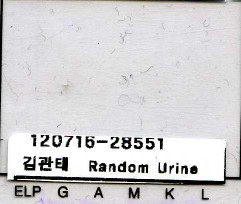 120716-28551
김관태 Random Urine
ELP G A M K L